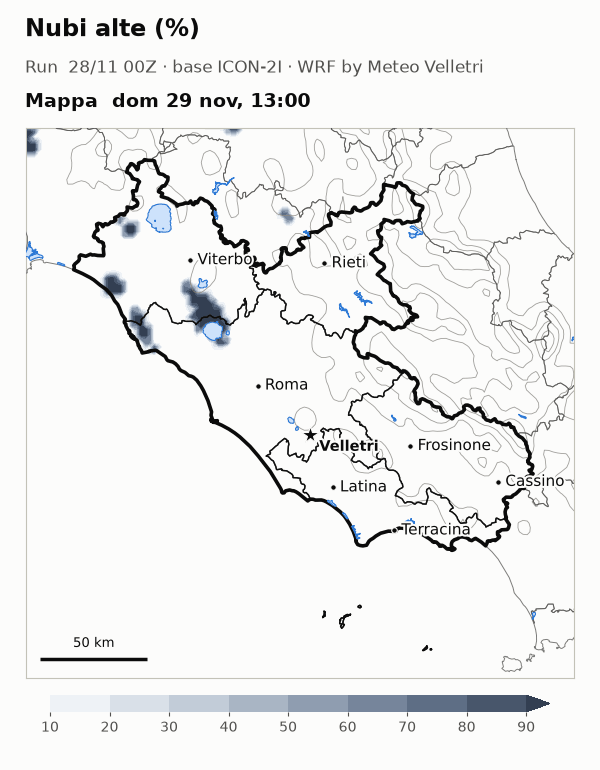 Nubi alte (%)
Run  28/11 00Z · base ICON-2I · WRF by Meteo Velletri
Mappa  dom 29 nov, 13:00
Viterbo
Rieti
Roma
Velletri
Frosinone
Latina
Cassino
Terracina
50 km
10 20 30 40 50 60 70 80 90